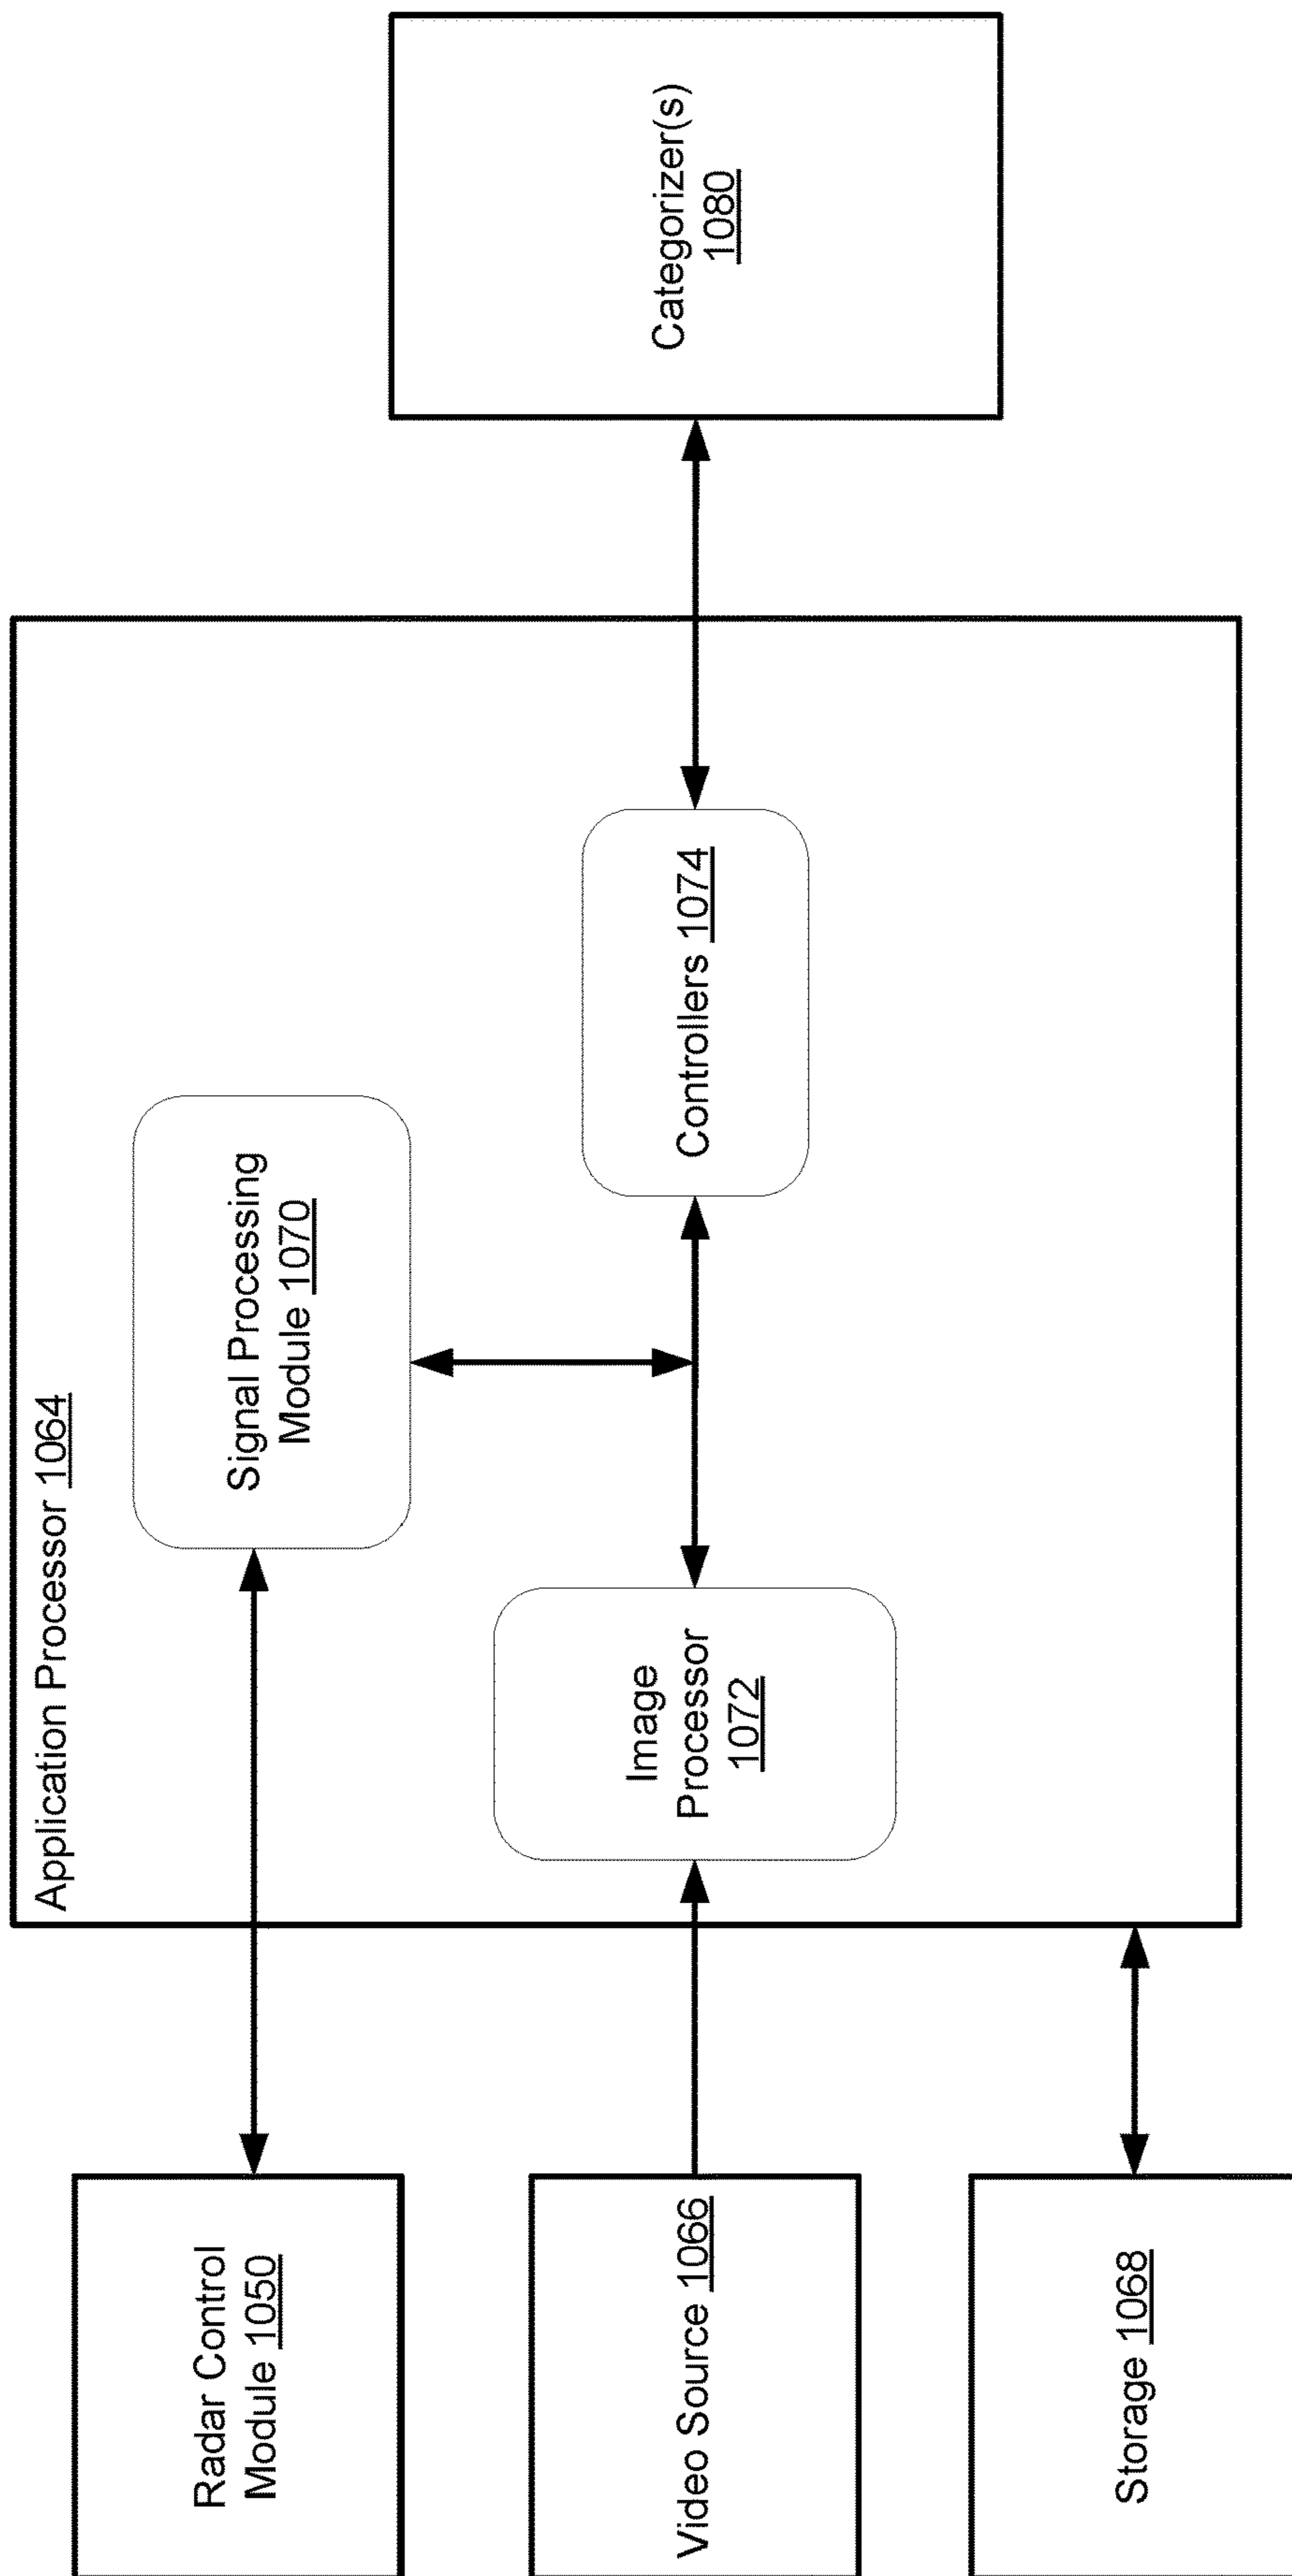 Application Processor 1064
Radar Control
Module 1050
Signal Processing
Module 1070
Video Source 1066
Image
Processor
1072
Controllers 1074
Categorizer(s)
1080
Storage 1068